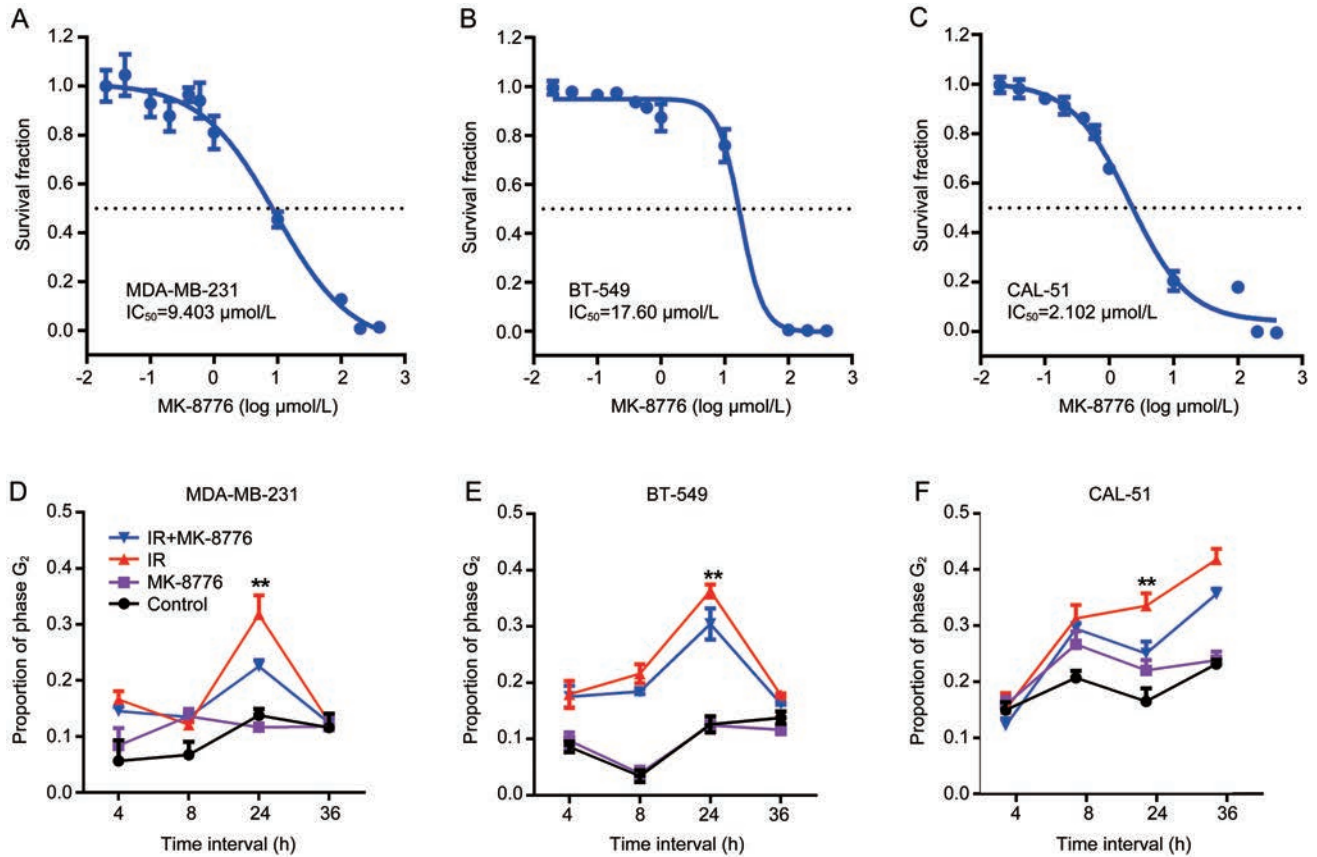 A
Survival fraction
1.2
1.0
0.8
0.6
0.4
0.2
0.0
MDA-MB-231
IC₅₀=9.403 µmol/L
-2 -1 0 1 2 3
MK-8776 (log µmol/L)
B
Survival fraction
1.2
1.0
0.8
0.6
0.4
0.2
0.0
BT-549
IC₅₀=17.60 µmol/L
-2 -1 0 1 2 3
MK-8776 (log µmol/L)
C
Survival fraction
1.2
1.0
0.8
0.6
0.4
0.2
0.0
CAL-51
IC₅₀=2.102 µmol/L
-2 -1 0 1 2 3
MK-8776 (log µmol/L)
D
MDA-MB-231
Proportion of phase G₂
0.5
0.4
0.3
0.2
0.1
0.0
IR+MK-8776
IR
MK-8776
Control
**
4 8 24 36
Time interval (h)
E
BT-549
Proportion of phase G₂
0.5
0.4
0.3
0.2
0.1
0.0
**
4 8 24 36
Time interval (h)
F
CAL-51
Proportion of phase G₂
0.5
0.4
0.3
0.2
0.1
0.0
**
4 8 24 36
Time interval (h)